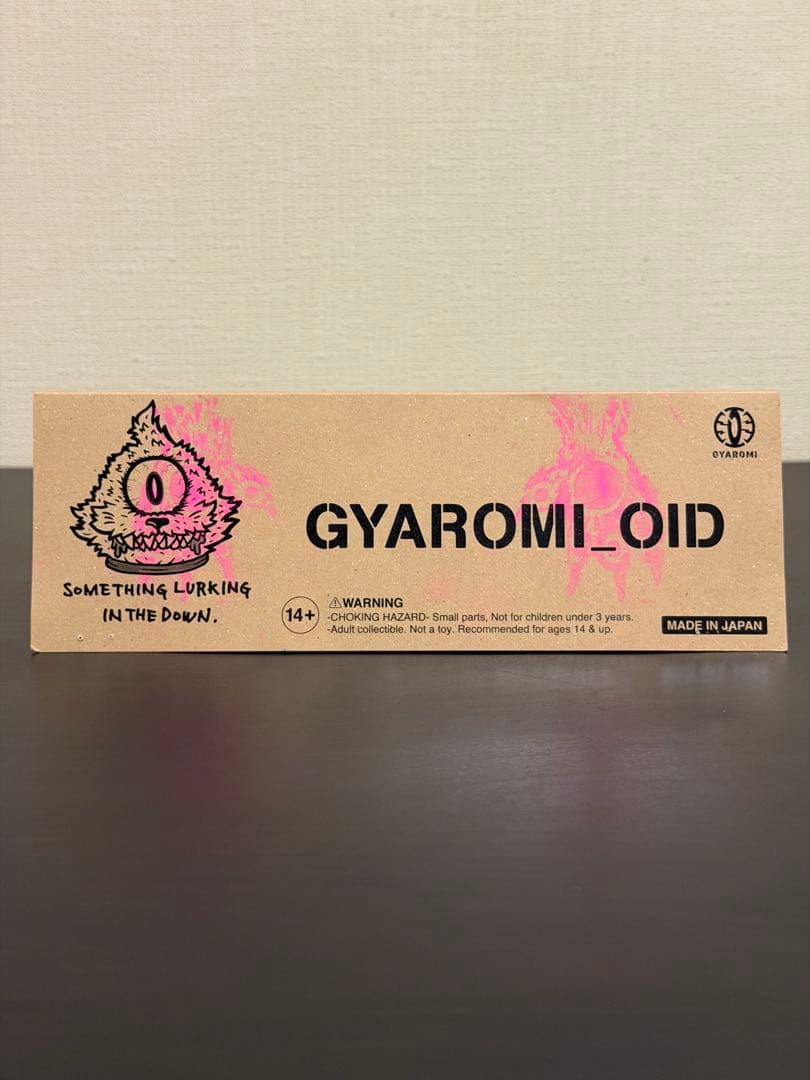 GYAROMI
GYAROMI_OID
SOMETHING LURKING
IN THE DOWN.
14+
⚠WARNING
-CHOKING HAZARD- Small parts, Not for children under 3 years.
-Adult collectible. Not a toy. Recommended for ages 14 & up.
MADE IN JAPAN